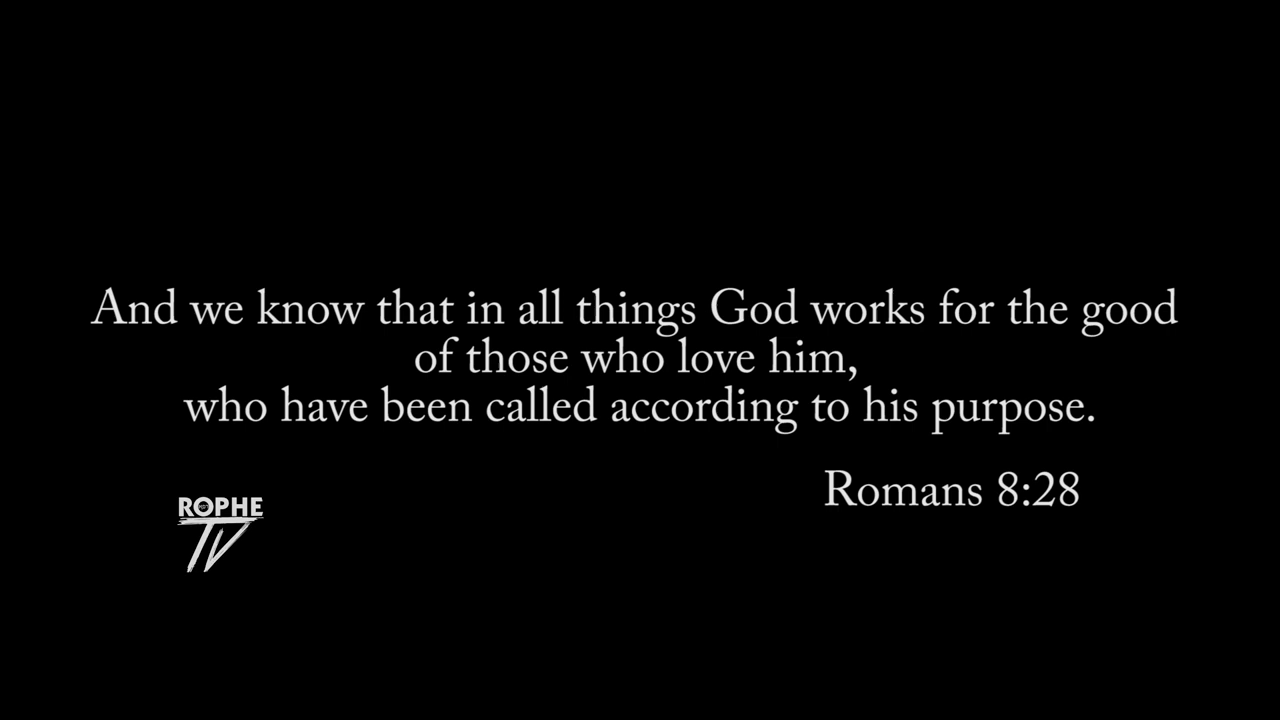 And we know that in all things God works for the good
of those who love him,
who have been called according to his purpose.
Romans 8:28
ROPHE
TV